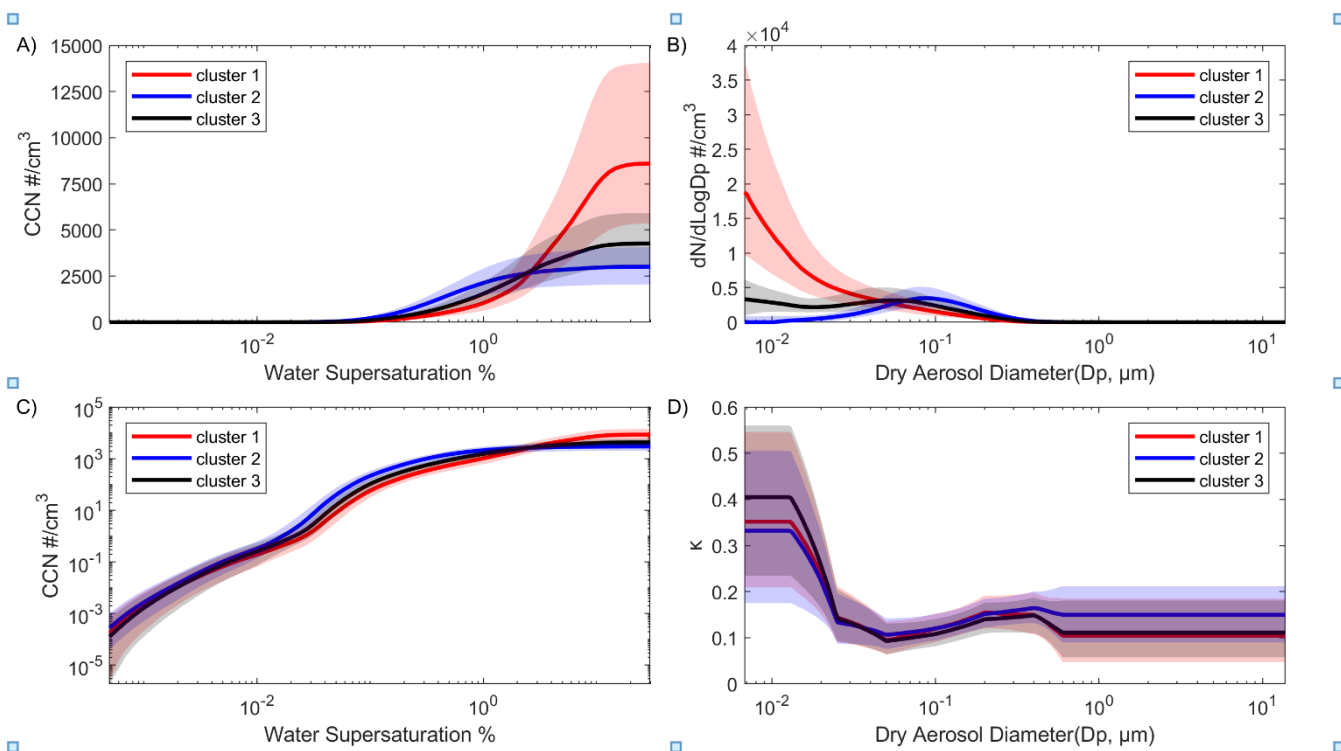 A)
15000
12500
10000
7500
5000
2500
0
CCN #/cm³
cluster 1
cluster 2
cluster 3
10⁻²
10⁰
Water Supersaturation %
B)
×10⁴
4
3.5
3
2.5
2
1.5
1
0.5
0
dN/dLogDp #/cm³
cluster 1
cluster 2
cluster 3
10⁻²
10⁻¹
10⁰
10¹
Dry Aerosol Diameter(Dp, μm)
C)
10⁵
10³
10¹
10⁻¹
10⁻³
10⁻⁵
CCN #/cm³
cluster 1
cluster 2
cluster 3
10⁻²
10⁰
Water Supersaturation %
D)
0.6
0.5
0.4
0.3
0.2
0.1
0
κ
cluster 1
cluster 2
cluster 3
10⁻²
10⁻¹
10⁰
10¹
Dry Aerosol Diameter(Dp, μm)